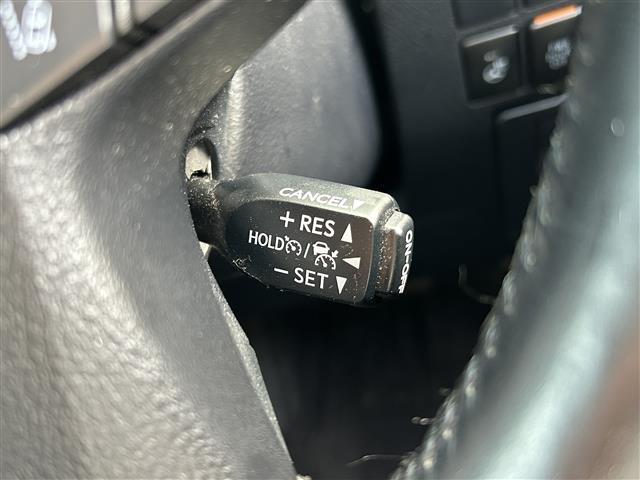 CANCEL▼
+ RES ▲
HOLD / ◀
− SET ▼
ON-OFF